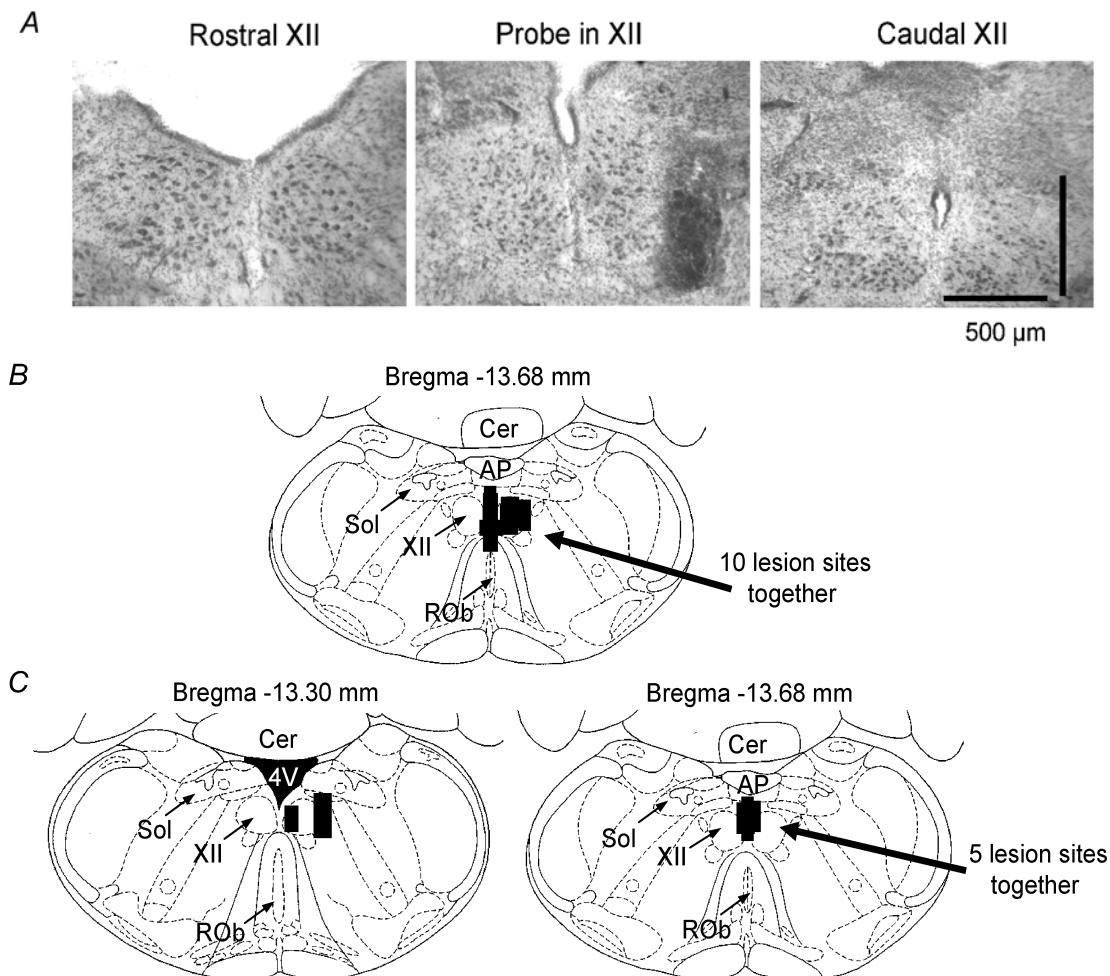 A
Rostral XII
Probe in XII
Caudal XII
500 µm
B
Bregma -13.68 mm
Cer
AP
Sol
XII
ROb
10 lesion sites
together
C
Bregma -13.30 mm
Cer
4V
Sol
XII
ROb
Bregma -13.68 mm
Cer
AP
Sol
XII
ROb
5 lesion sites
together